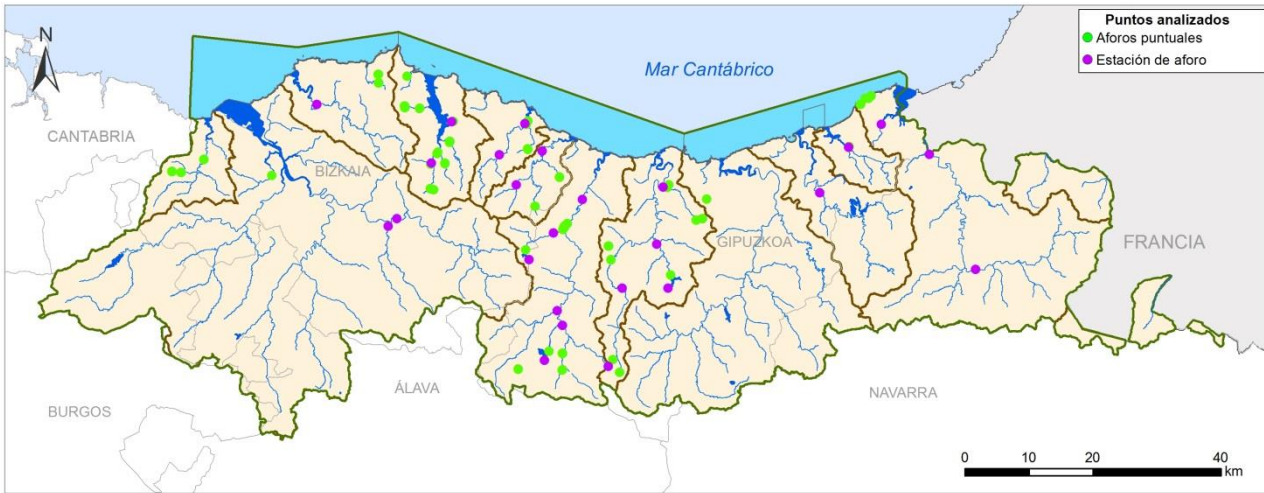 Puntos analizados
Aforos puntuales
Estación de aforo
N
Mar Cantábrico
CANTABRIA
BIZKAIA
GIPUZKOA
FRANCIA
ÁLAVA
NAVARRA
BURGOS
0 10 20 40
km